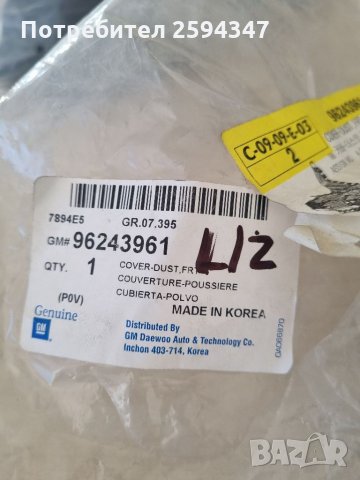 Потребител 2594347
C-09-09-E-03
2
7894E5 GR.07.395
GM# 96243961
L/2
QTY. 1
COVER-DUST,FRT
COUVERTURE-POUSSIERE
CUBIERTA-POLVO
(P0V)
MADE IN KOREA
Genuine
GM
Distributed By
GM Daewoo Auto & Technology Co.
Inchon 403-714, Korea
BAZAR.bg